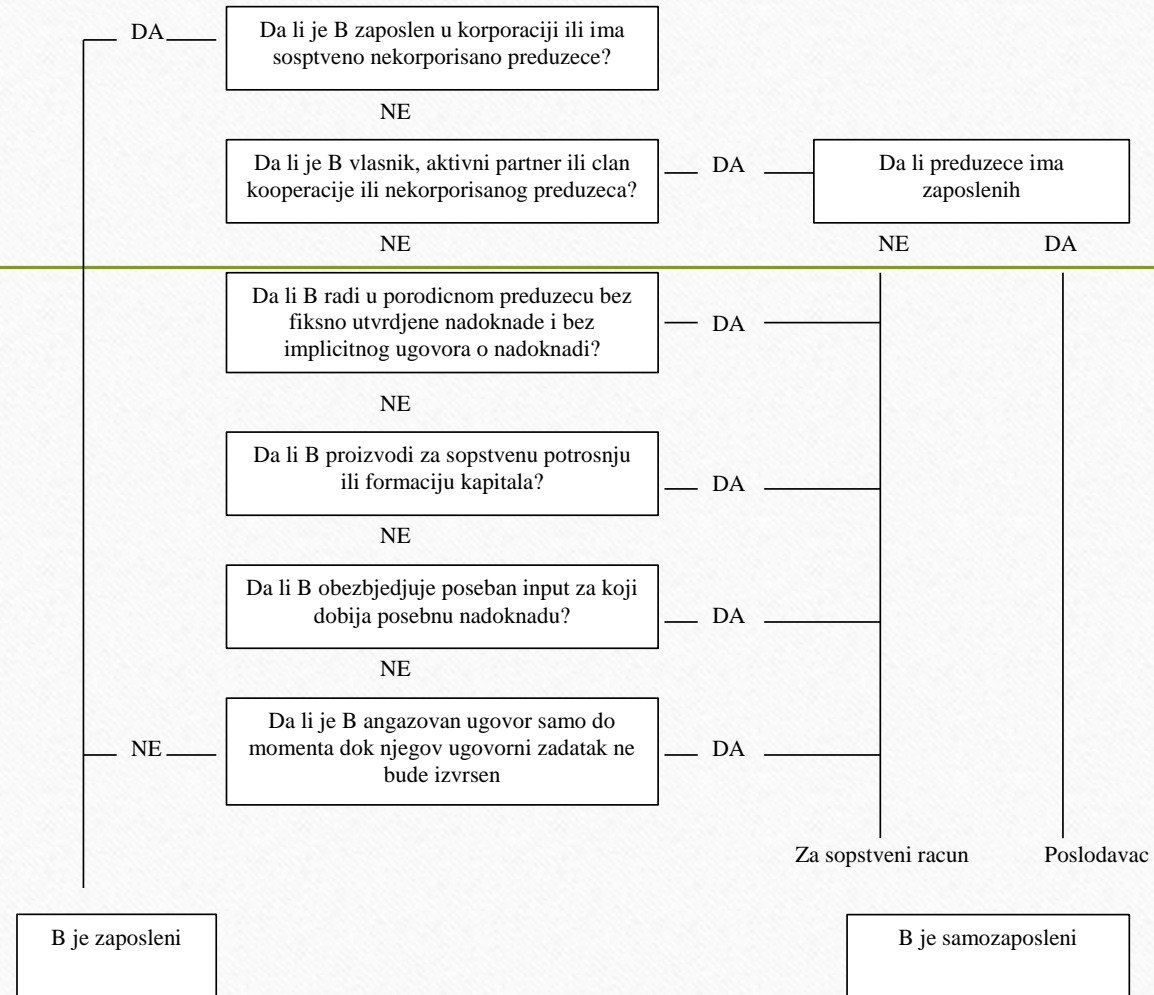 DA
Da li je B zaposlen u korporaciji ili ima
sosptveno nekorporisano preduzece?
NE
Da li je B vlasnik, aktivni partner ili clan
kooperacije ili nekorporisanog preduzeca?
DA
Da li preduzece ima
zaposlenih
NE
NE
DA
Da li B radi u porodicnom preduzecu bez
fiksno utvrdjene nadoknade i bez
implicitnog ugovora o nadoknadi?
DA
NE
Da li B proizvodi za sopstvenu potrosnju
ili formaciju kapitala?
DA
NE
Da li B obezbjedjuje poseban input za koji
dobija posebnu nadoknadu?
DA
NE
NE
Da li je B angazovan ugovor samo do
momenta dok njegov ugovorni zadatak ne
bude izvrsen
DA
Za sopstveni racun
Poslodavac
B je zaposleni
B je samozaposleni